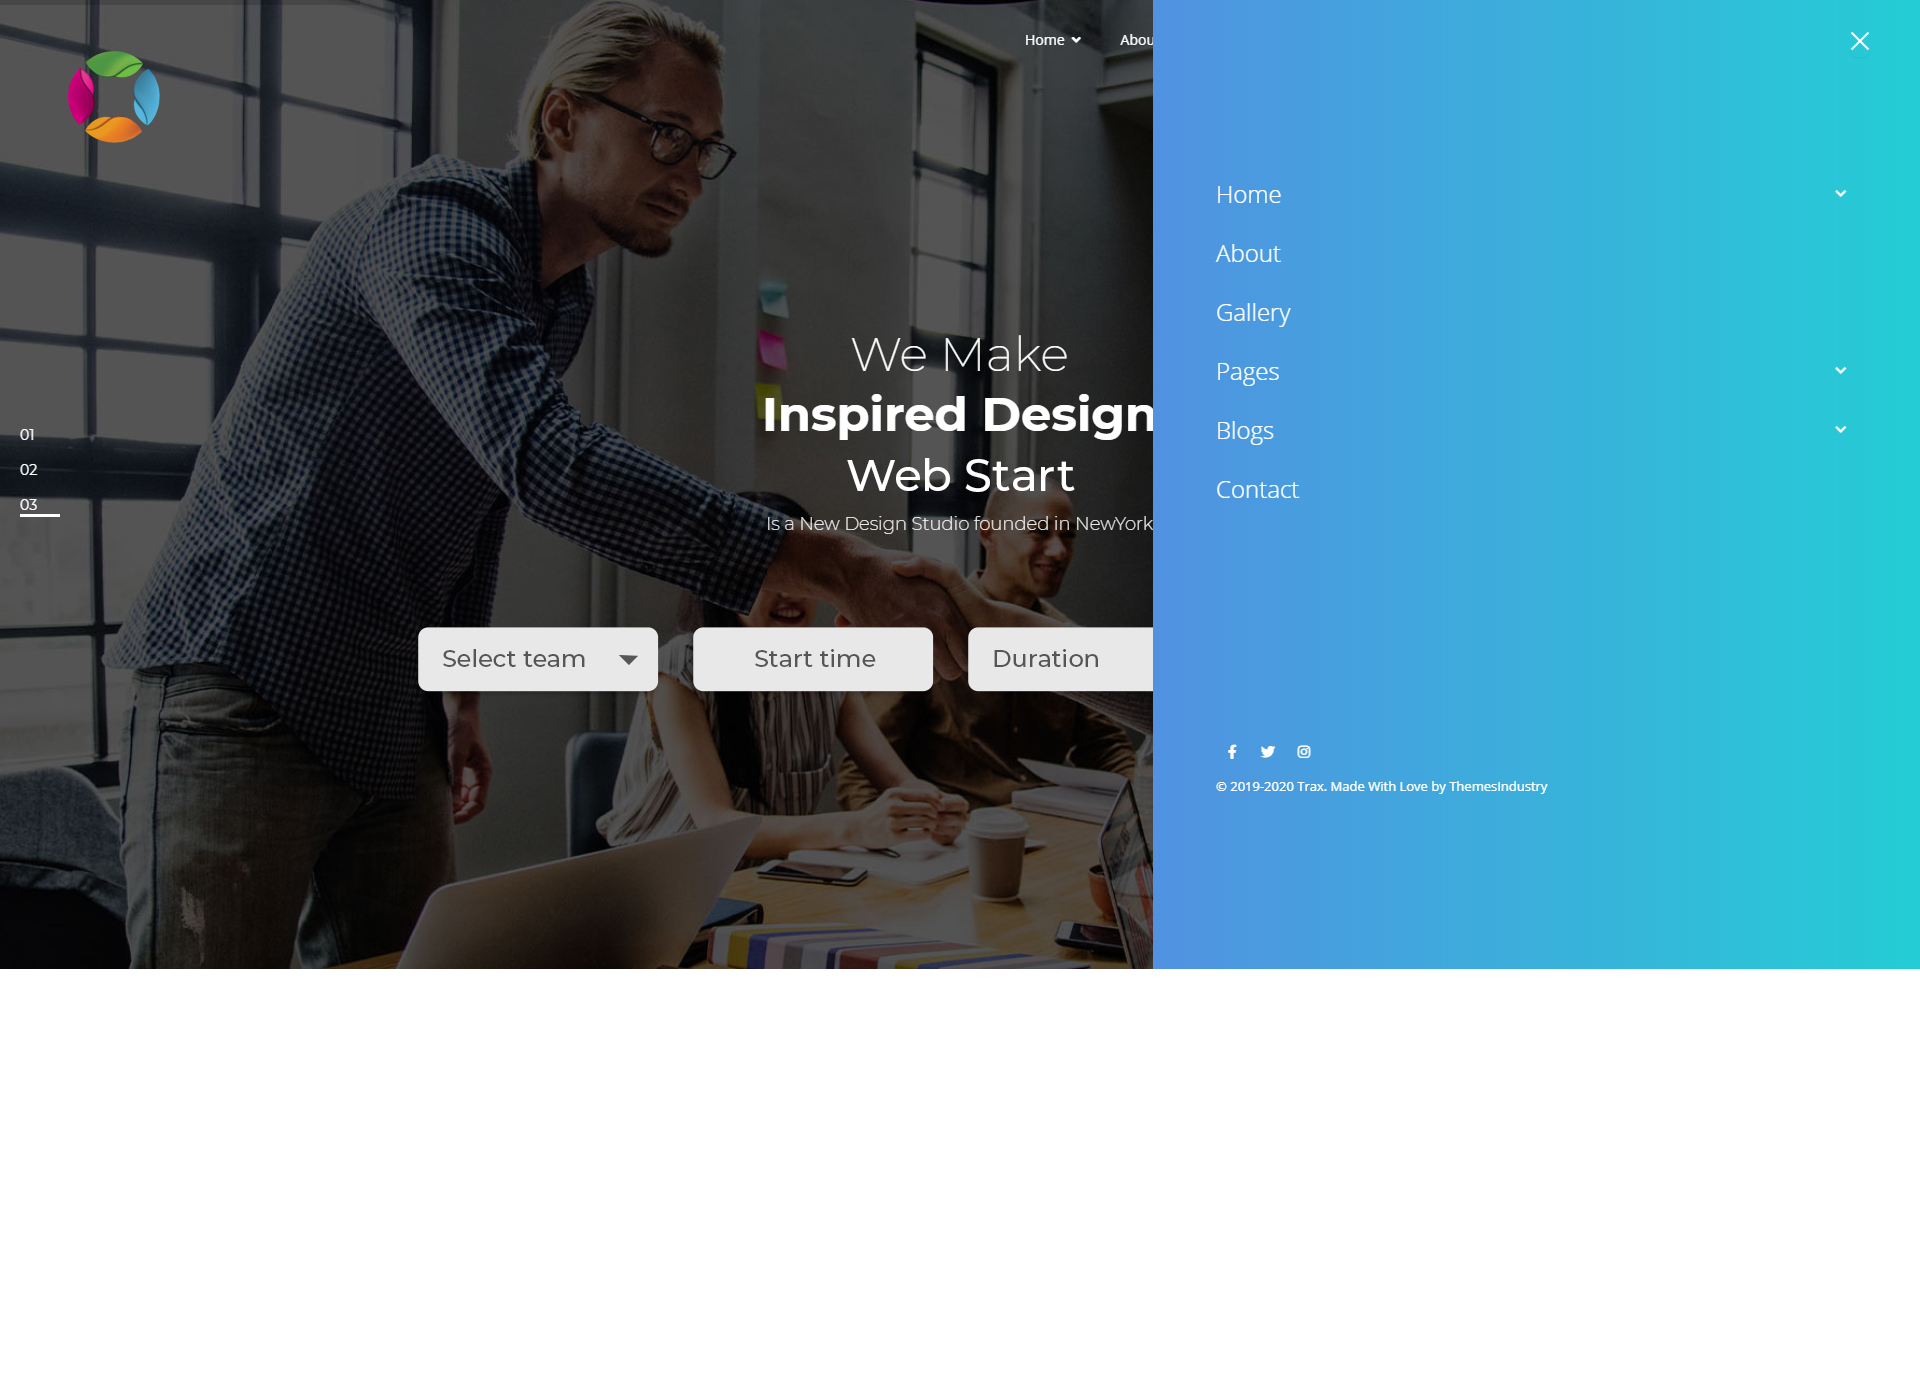 Home
Abou
We Make
Inspired Design
Web Start
Is a New Design Studio founded in NewYork
01
02
03
Select team
Start time
Duration
Home
About
Gallery
Pages
Blogs
Contact
© 2019-2020 Trax. Made With Love by ThemesIndustry